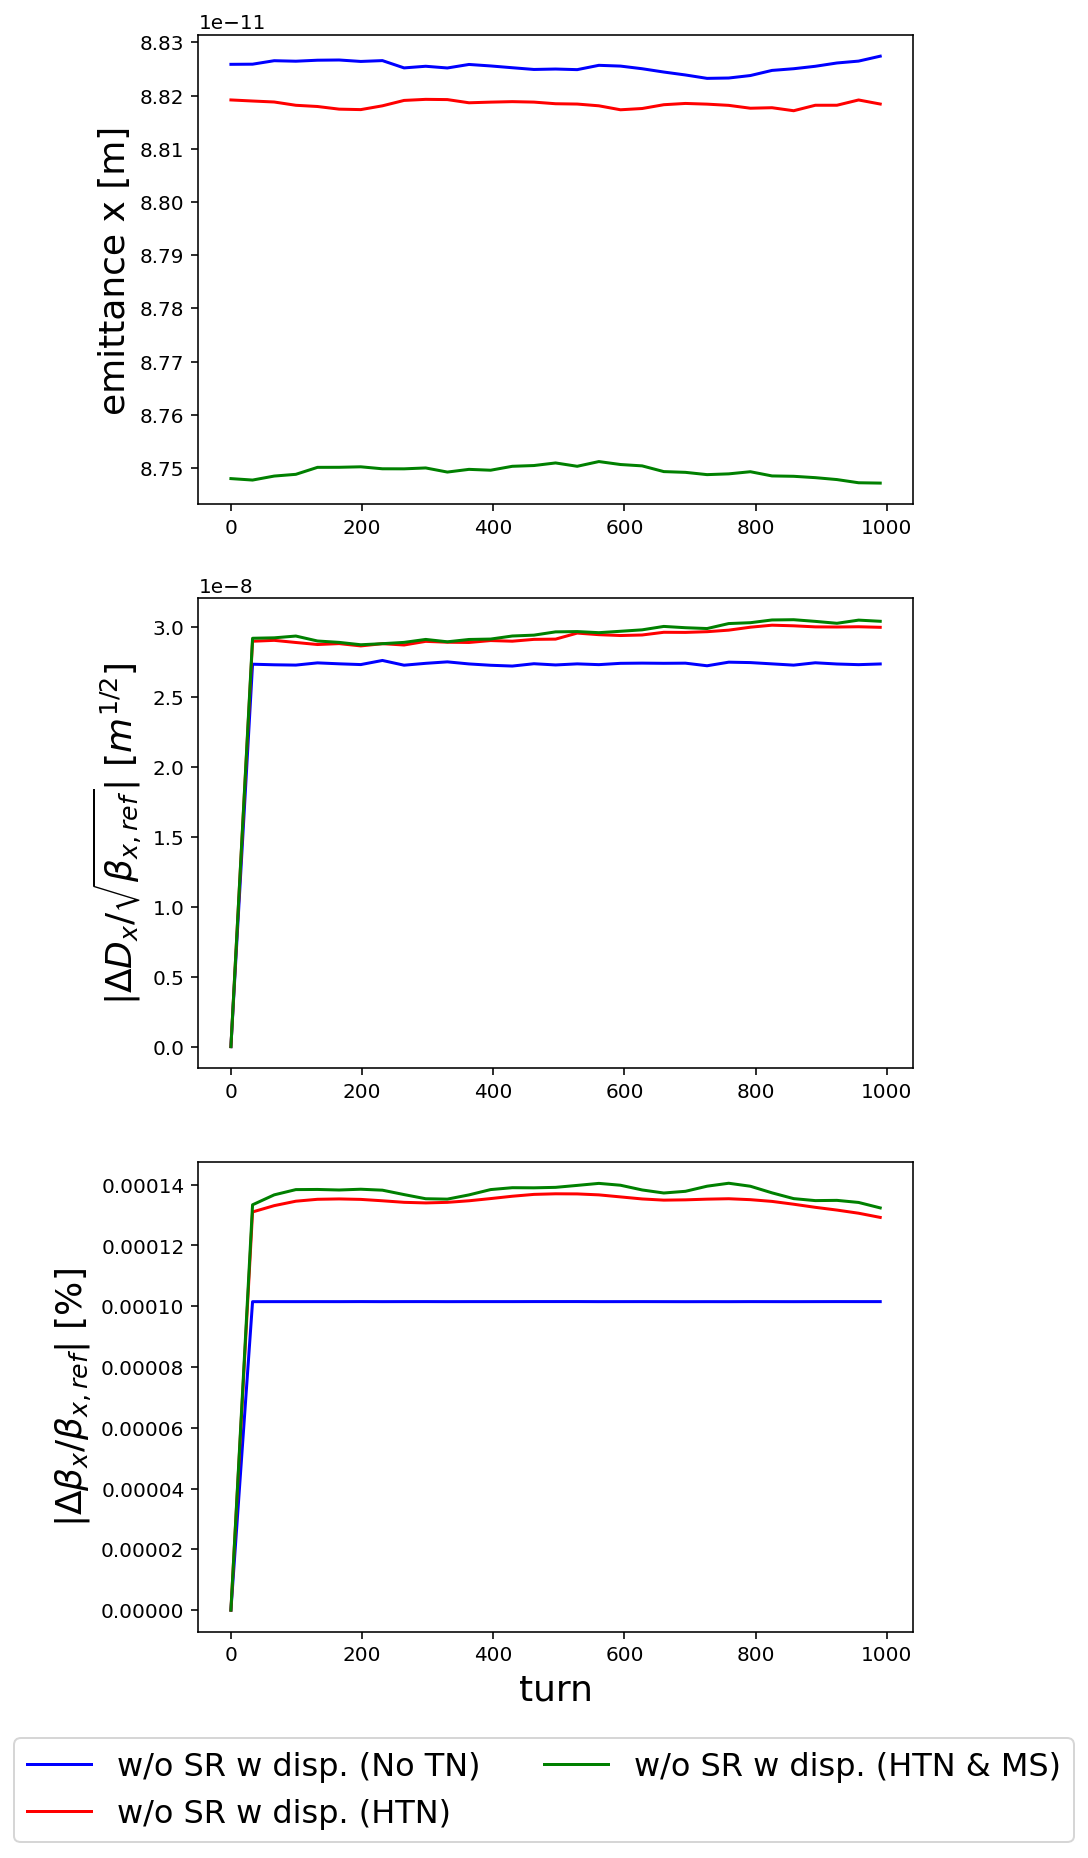 1e−11
8.83
8.82
8.81
8.80
8.79
8.78
8.77
8.76
8.75
emittance x [m]
0 200 400 600 800 1000
1e−8
3.0
2.5
2.0
1.5
1.0
0.5
0.0
|ΔD_x/√β_{x,ref}| [m^{1/2}]
0 200 400 600 800 1000
0.00014
0.00012
0.00010
0.00008
0.00006
0.00004
0.00002
0.00000
|Δβ_x/β_{x,ref}| [%]
0 200 400 600 800 1000
turn
w/o SR w disp. (No TN)
w/o SR w disp. (HTN)
w/o SR w disp. (HTN & MS)